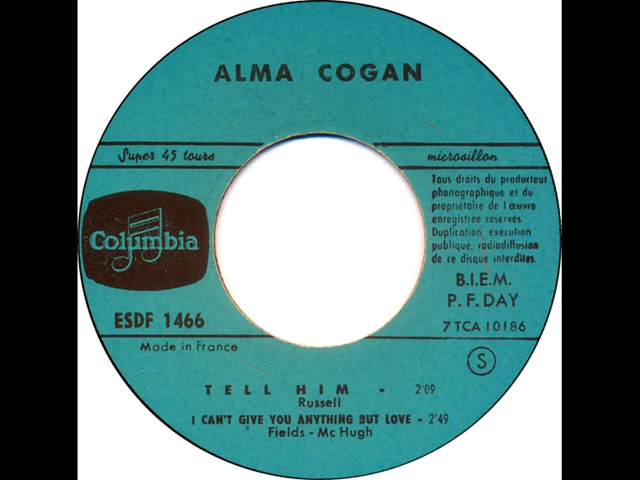 ALMA COGAN
Super 45 tours
microsillon
Tous droits du producteur
phonographique et du
propriétaire de l'œuvre
enregistrée réservés.
Duplication, exécution
publique, radiodiffusion
de ce disque interdites.
Columbia
B.I.E.M.
P. F. DAY
ESDF 1466
7 TCA 10186
Made in France
S
TELL HIM - 2'09
Russell
I CAN'T GIVE YOU ANYTHING BUT LOVE - 2'49
Fields - Mc Hugh